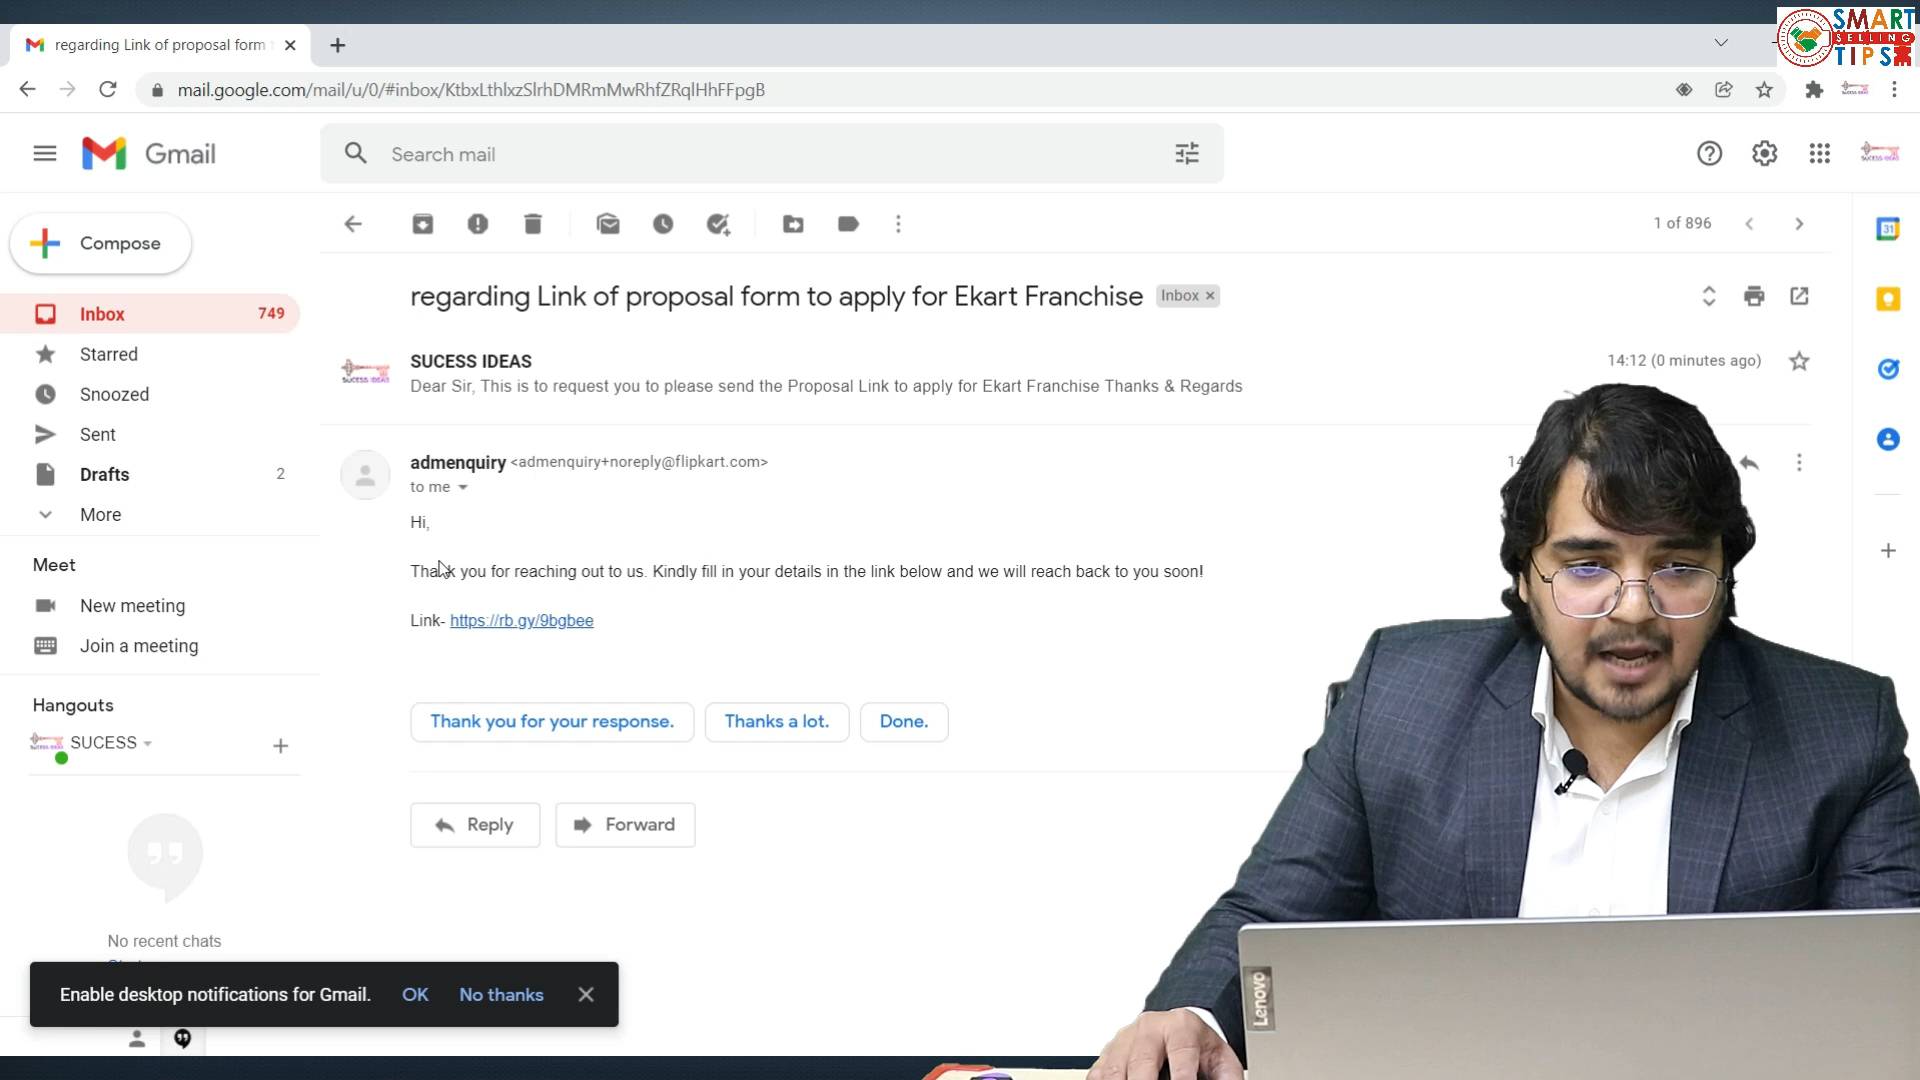 SMART
SELLING
TIPS
regarding Link of proposal form t
mail.google.com/mail/u/0/#inbox/KtbxLthlxzSlrhDMRmMwRhfZRqlHhFFpgB
Gmail
Search mail
Compose
1 of 896
Inbox 749
Starred
Snoozed
Sent
Drafts 2
More
Meet
New meeting
Join a meeting
Hangouts
SUCESS
No recent chats
regarding Link of proposal form to apply for Ekart Franchise Inbox
SUCESS IDEAS
SUCESS IDEAS 14:12 (0 minutes ago)
Dear Sir, This is to request you to please send the Proposal Link to apply for Ekart Franchise Thanks & Regards
admenquiry <admenquiry+noreply@flipkart.com>
to me
Hi,
Thank you for reaching out to us. Kindly fill in your details in the link below and we will reach back to you soon!
Link- https://rb.gy/9bgbee
Thank you for your response. Thanks a lot. Done.
Reply Forward
Enable desktop notifications for Gmail. OK No thanks
31
Lenovo